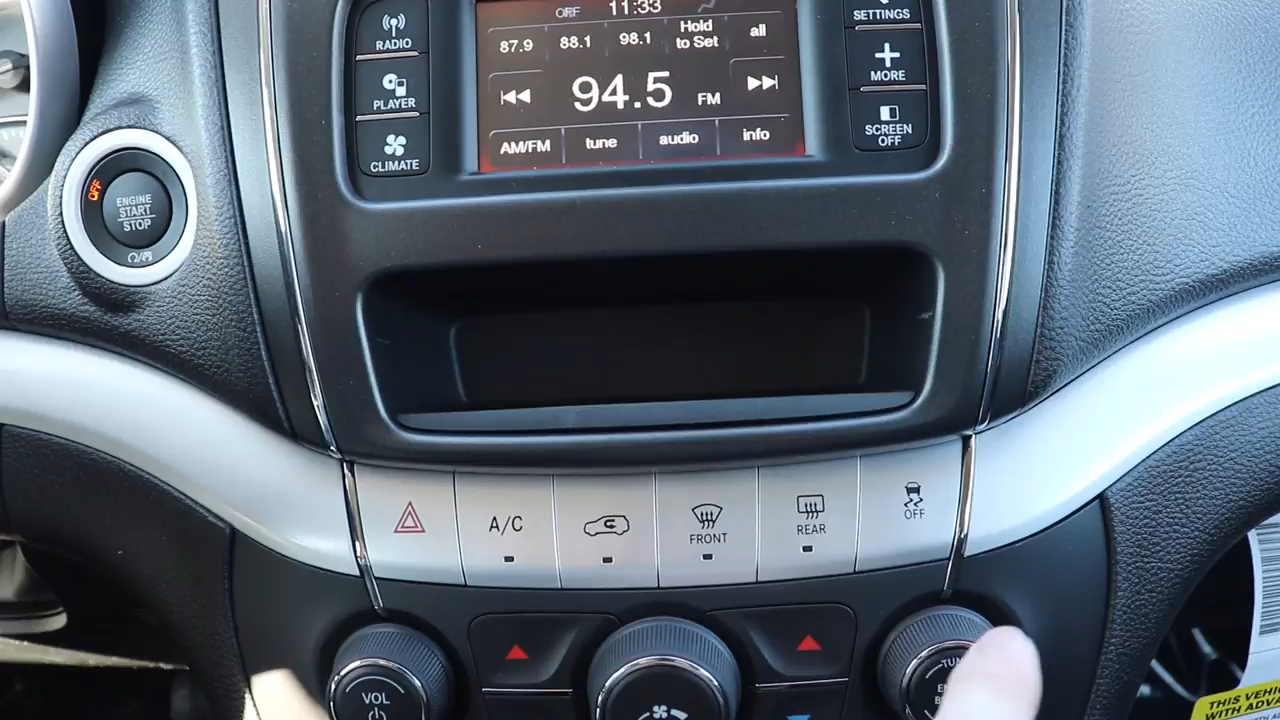 OFF 11:33
RADIO
87.9 88.1 98.1 Hold to Set all
SETTINGS
PLAYER
94.5 FM
MORE
CLIMATE
AM/FM tune audio info
SCREEN
OFF
OFF
ENGINE
START
STOP
A/C
FRONT
REAR
OFF
VOL
THIS VEHIC
WITH ADVA